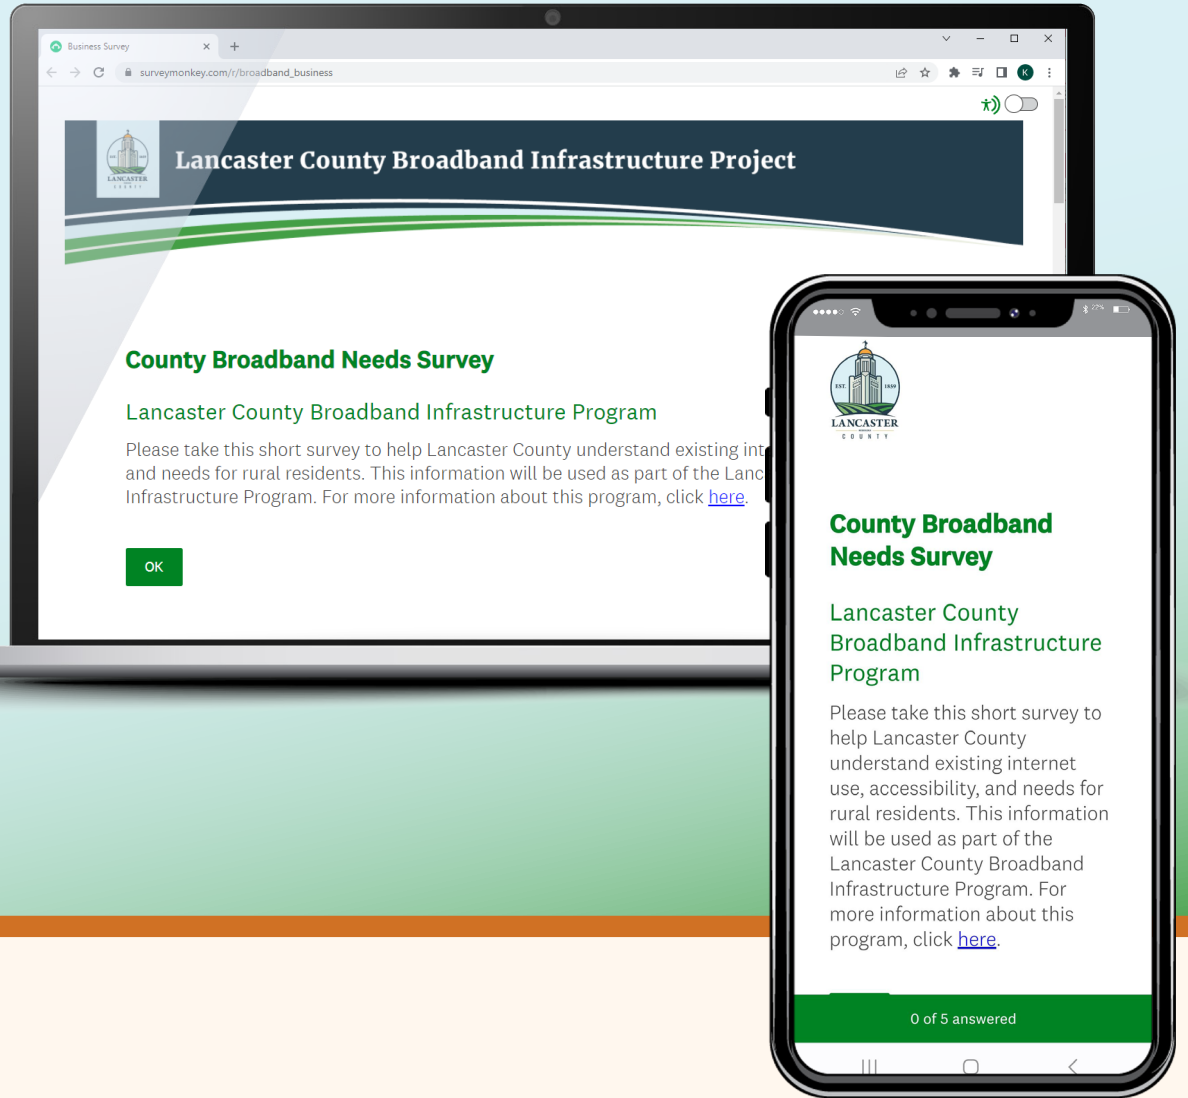 Business Survey
surveymonkey.com/r/broadband_business
K
LANCASTER
COUNTY
Lancaster County Broadband Infrastructure Project
County Broadband Needs Survey
Lancaster County Broadband Infrastructure Program
Please take this short survey to help Lancaster County understand existing int
and needs for rural residents. This information will be used as part of the Lanc
Infrastructure Program. For more information about this program, click here.
OK
27%
EST. 1859
LANCASTER
COUNTY
County Broadband
Needs Survey
Lancaster County
Broadband Infrastructure
Program
Please take this short survey to
help Lancaster County
understand existing internet
use, accessibility, and needs for
rural residents. This information
will be used as part of the
Lancaster County Broadband
Infrastructure Program. For
more information about this
program, click here.
0 of 5 answered